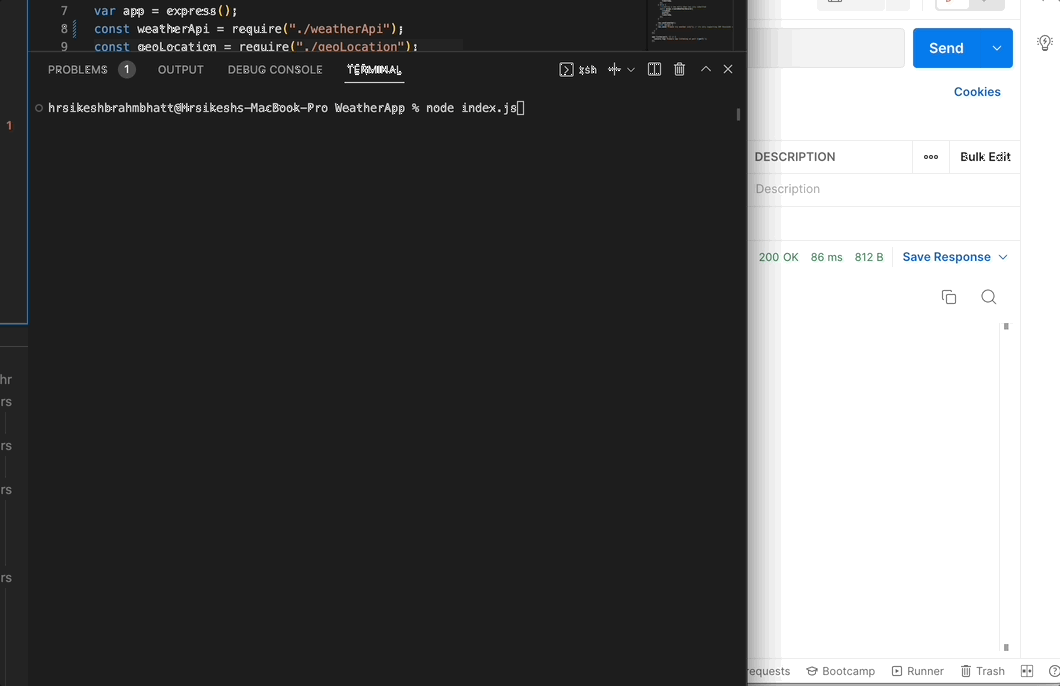 7 var app = express();
8 const weatherApi = require("./weatherApi");
9 const geoLocation = require("./geoLocation");
PROBLEMS 1 OUTPUT DEBUG CONSOLE TERMINAL zsh
hrsikeshbrahmbhatt@Hrsikeshs-MacBook-Pro WeatherApp % node index.js
1
hr
rs
rs
rs
rs
Send
Cookies
DESCRIPTION Bulk Edit
Description
200 OK 86 ms 812 B Save Response
equests Bootcamp Runner Trash